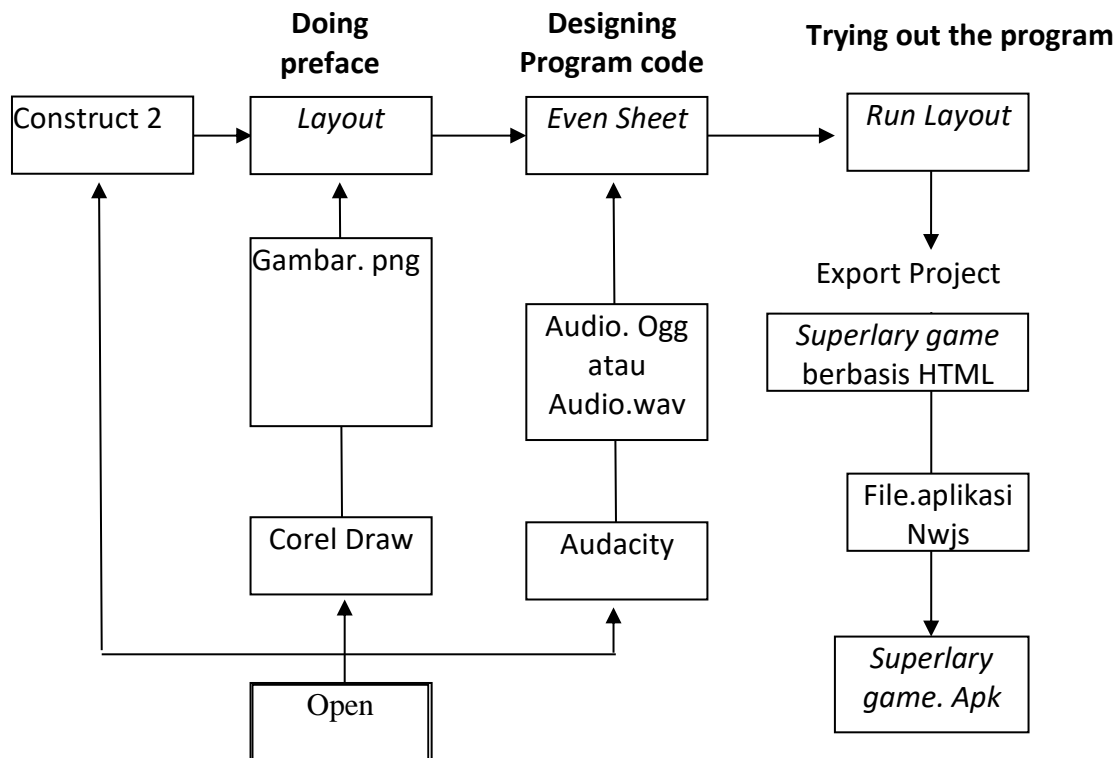 Doing
preface
Designing
Program code
Trying out the program
Construct 2
Layout
Even Sheet
Run Layout
Gambar. png
Audio. Ogg
atau
Audio.wav
Export Project
Superlary game
berbasis HTML
Corel Draw
Audacity
File.aplikasi
Nwjs
Superlary
game. Apk
Open